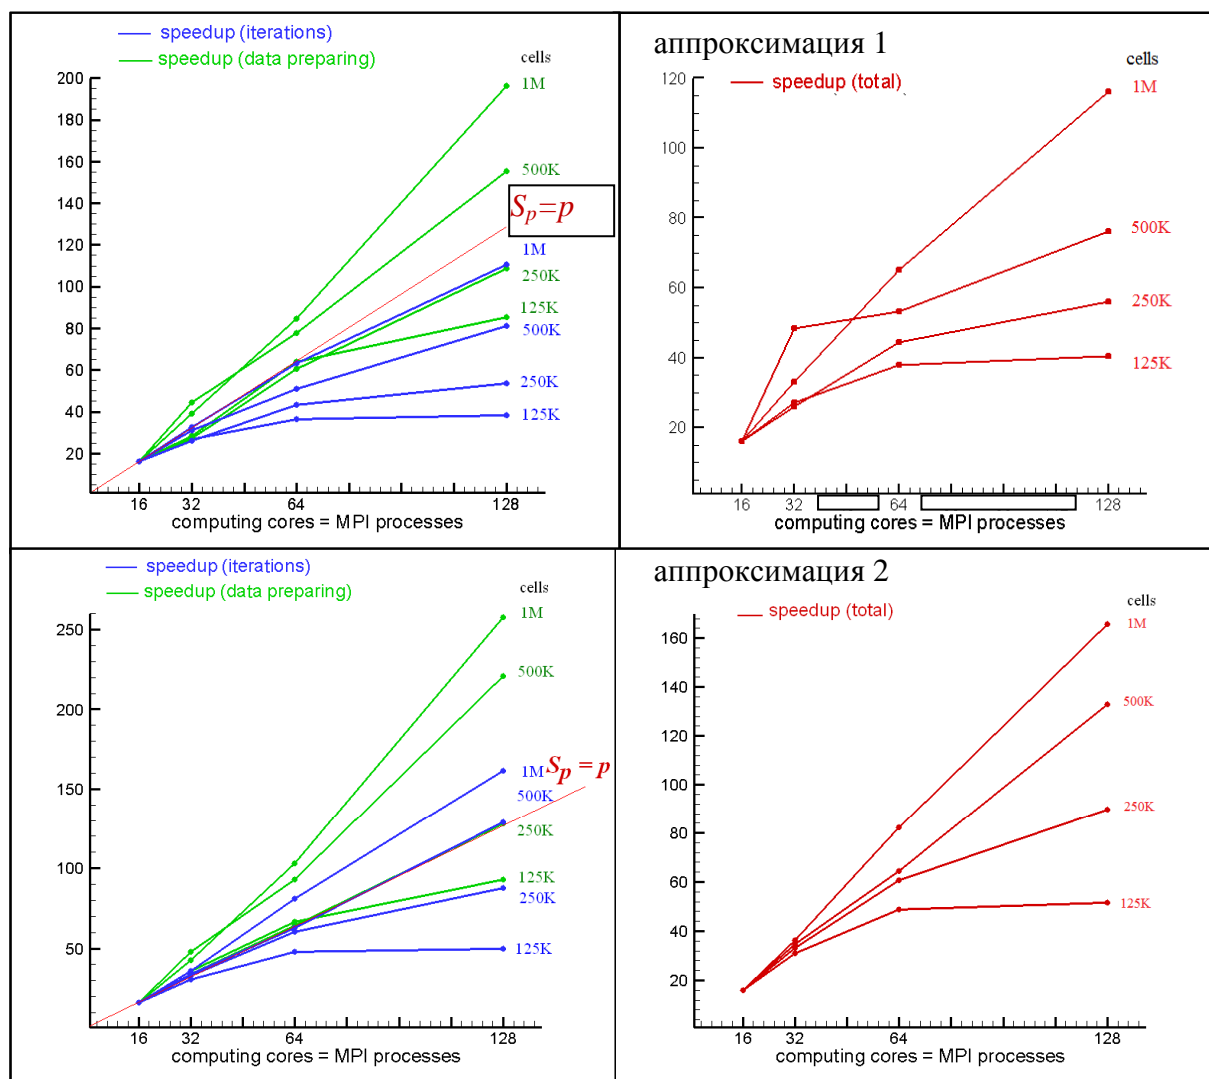 speedup (iterations)
speedup (data preparing)
cells
200
180
160
140
120
100
80
60
40
20
1M
500K
Sp=p
1M
250K
125K
500K
250K
125K
16 32 64 128
computing cores = MPI processes
аппроксимация 1
cells
speedup (total)
120
100
80
60
40
20
1M
500K
250K
125K
16 32 64 128
computing cores = MPI processes
speedup (iterations)
speedup (data preparing)
cells
250
200
150
100
50
1M
500K
1M
Sp = p
500K
250K
125K
250K
125K
16 32 64 128
computing cores = MPI processes
аппроксимация 2
cells
speedup (total)
160
140
120
100
80
60
40
20
1M
500K
250K
125K
16 32 64 128
computing cores = MPI processes